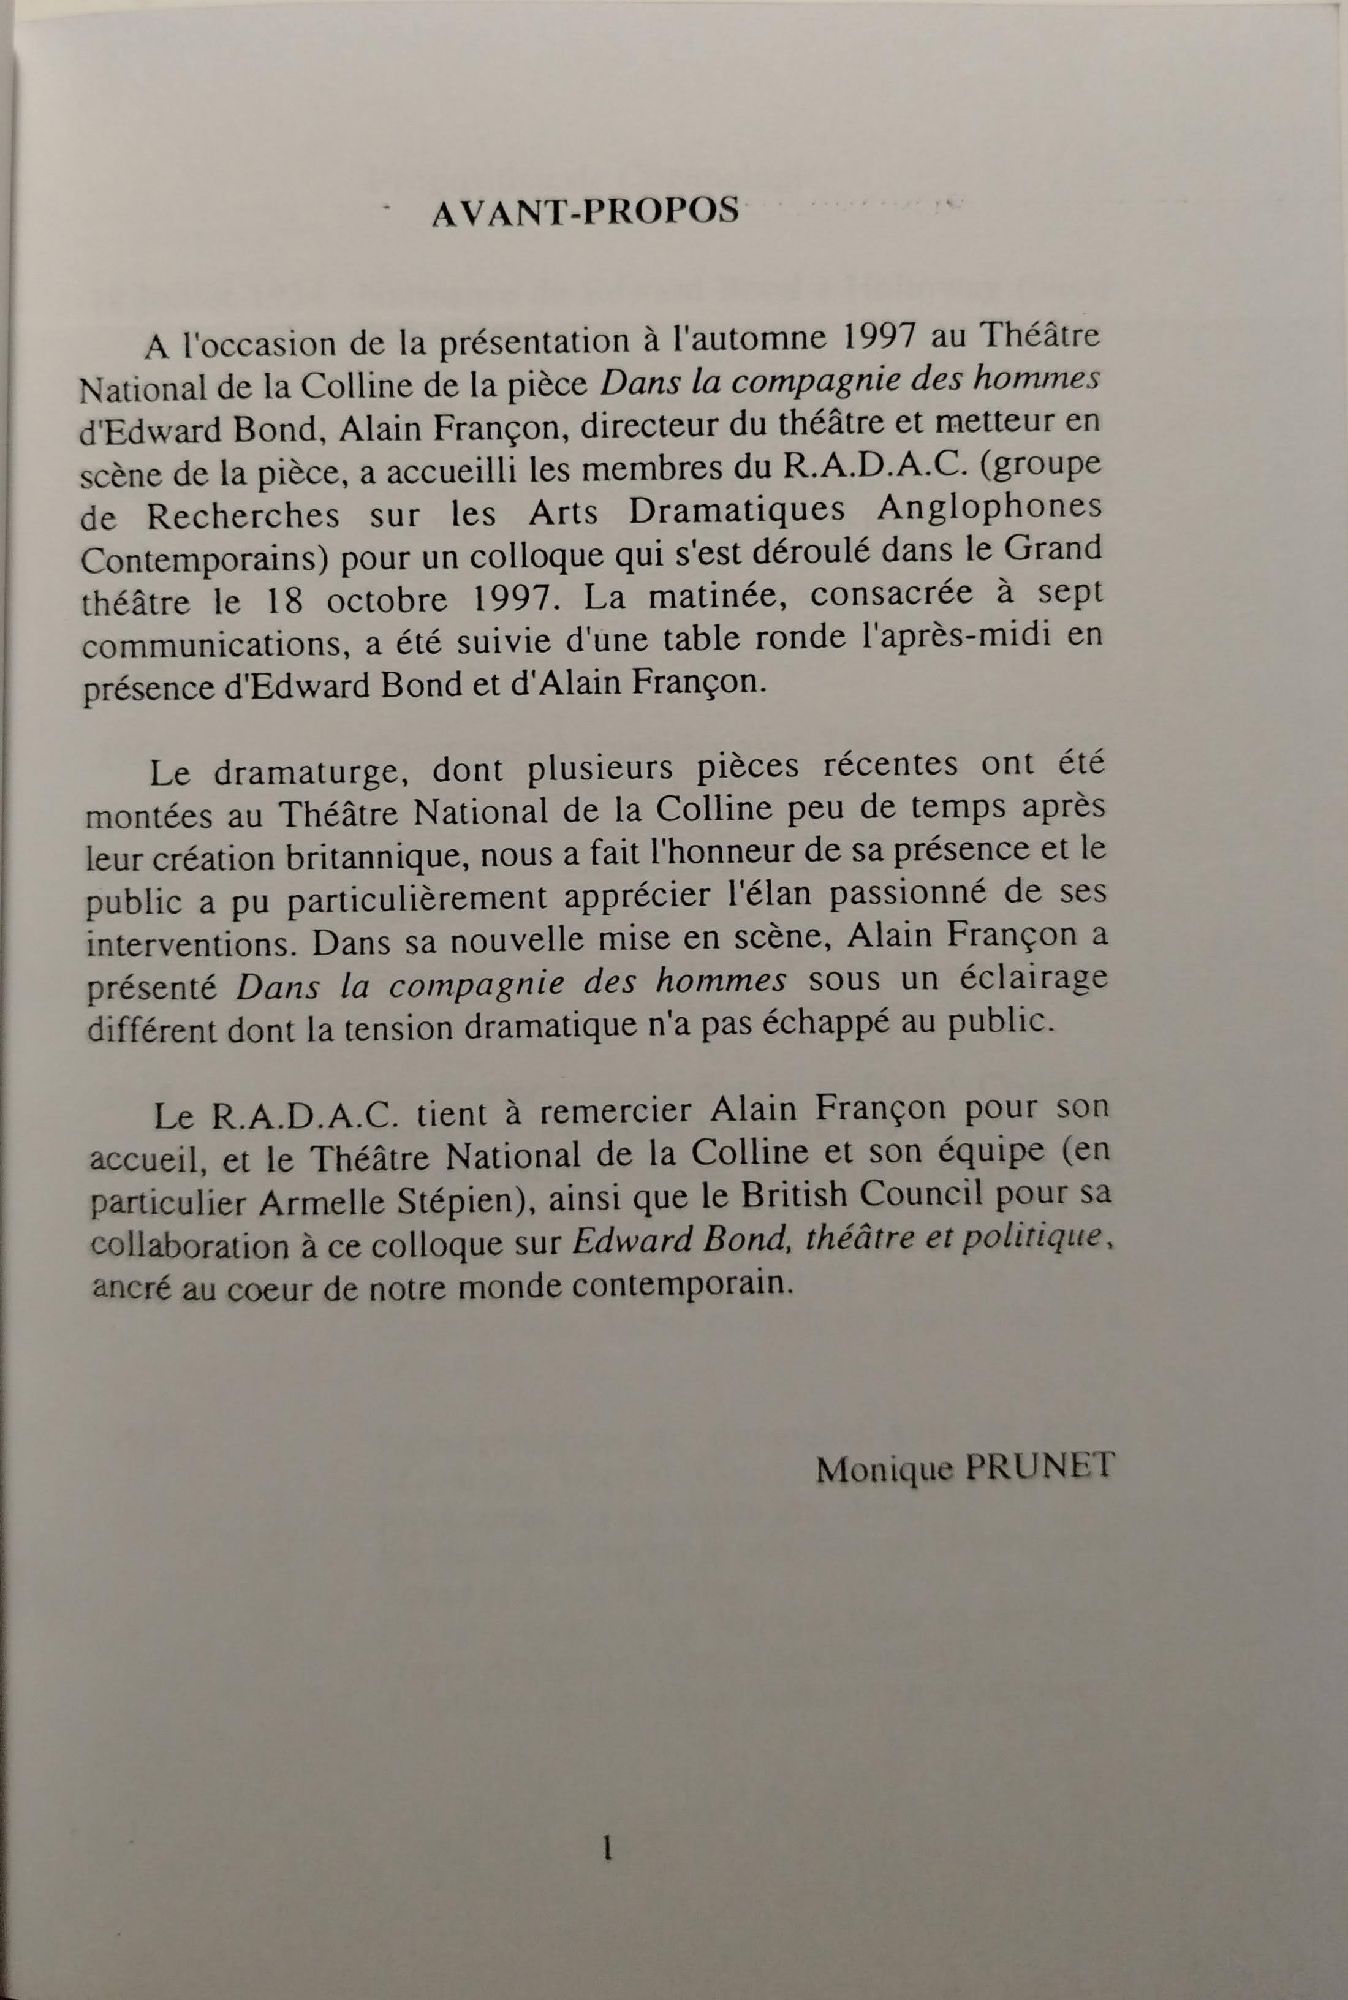 AVANT-PROPOS
A l'occasion de la présentation à l'automne 1997 au Théâtre
National de la Colline de la pièce Dans la compagnie des hommes
d'Edward Bond, Alain Françon, directeur du théâtre et metteur en
scène de la pièce, a accueilli les membres du R.A.D.A.C. (groupe
de Recherches sur les Arts Dramatiques Anglophones
Contemporains) pour un colloque qui s'est déroulé dans le Grand
théâtre le 18 octobre 1997. La matinée, consacrée à sept
communications, a été suivie d'une table ronde l'après-midi en
présence d'Edward Bond et d'Alain Françon.
Le dramaturge, dont plusieurs pièces récentes ont été
montées au Théâtre National de la Colline peu de temps après
leur création britannique, nous a fait l'honneur de sa présence et le
public a pu particulièrement apprécier l'élan passionné de ses
interventions. Dans sa nouvelle mise en scène, Alain Françon a
présenté Dans la compagnie des hommes sous un éclairage
différent dont la tension dramatique n'a pas échappé au public.
Le R.A.D.A.C. tient à remercier Alain Françon pour son
accueil, et le Théâtre National de la Colline et son équipe (en
particulier Armelle Stépien), ainsi que le British Council pour sa
collaboration à ce colloque sur Edward Bond, théâtre et politique,
ancré au coeur de notre monde contemporain.
Monique PRUNET
1